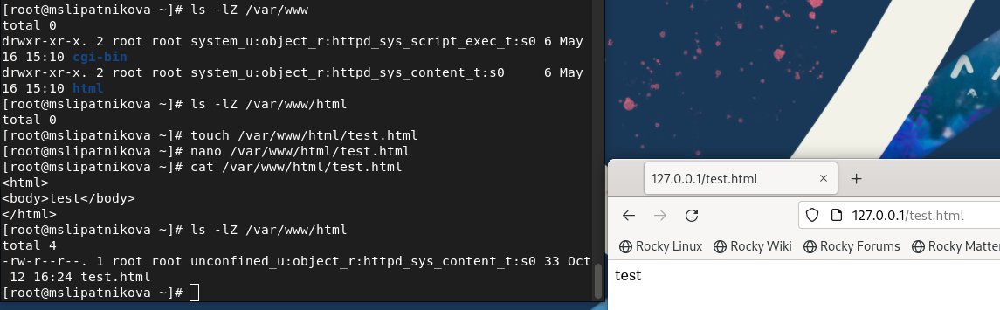 [root@mslipatnikova ~]# ls -lZ /var/www
total 0
drwxr-xr-x. 2 root root system_u:object_r:httpd_sys_script_exec_t:s0 6 May
16 15:10 cgi-bin
drwxr-xr-x. 2 root root system_u:object_r:httpd_sys_content_t:s0     6 May
16 15:10 html
[root@mslipatnikova ~]# ls -lZ /var/www/html
total 0
[root@mslipatnikova ~]# touch /var/www/html/test.html
[root@mslipatnikova ~]# nano /var/www/html/test.html
[root@mslipatnikova ~]# cat /var/www/html/test.html
<html>
<body>test</body>
</html>
[root@mslipatnikova ~]# ls -lZ /var/www/html
total 4
-rw-r--r--. 1 root root unconfined_u:object_r:httpd_sys_content_t:s0 33 Oct
 12 16:24 test.html
[root@mslipatnikova ~]#
127.0.0.1/test.html
127.0.0.1/test.html
Rocky Linux Rocky Wiki Rocky Forums Rocky Matter
test